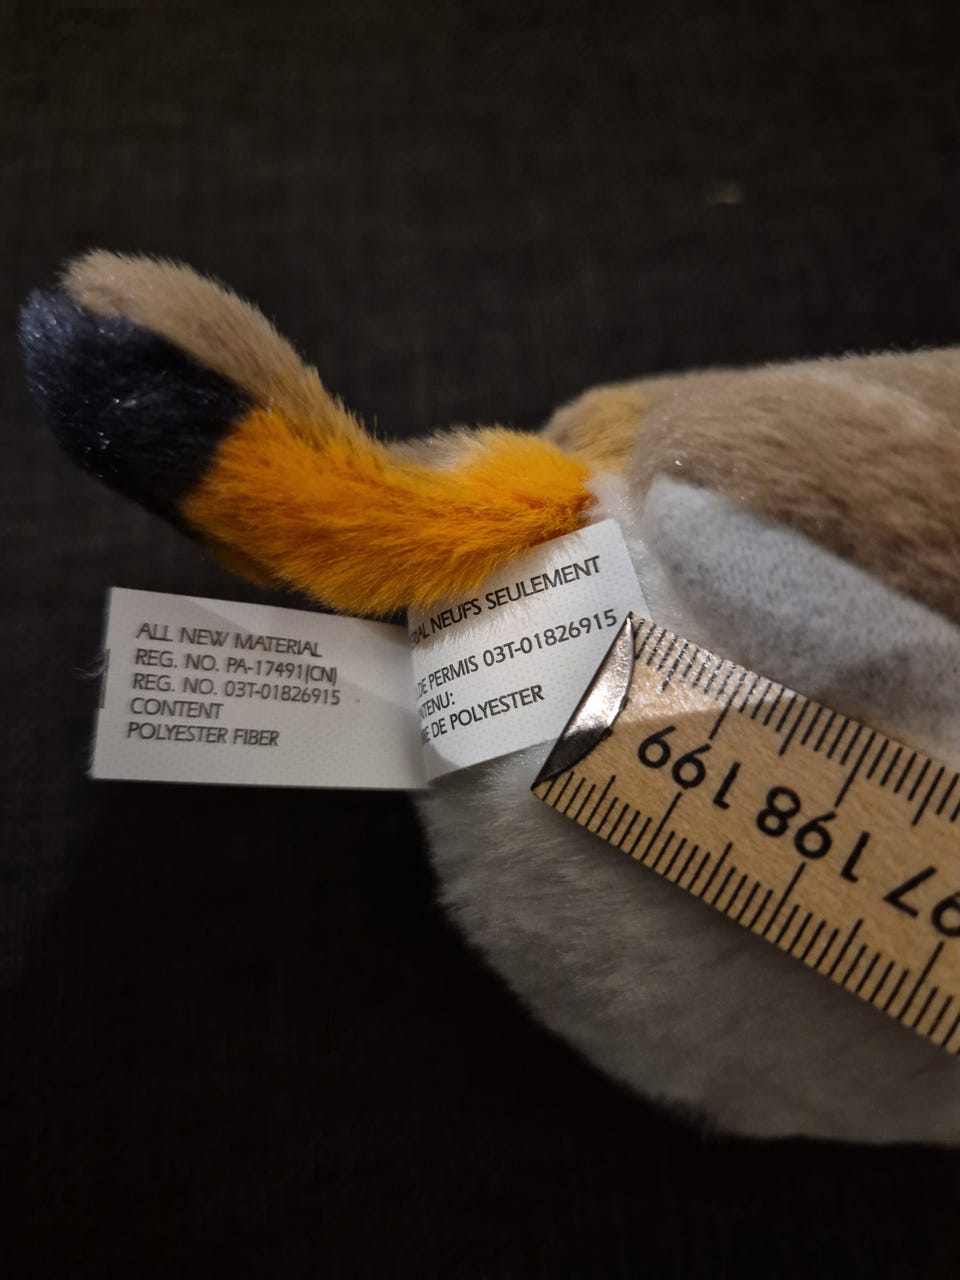 ALL NEW MATERIAL
REG. NO. PA-17491(CN)
REG. NO. 03T-01826915
CONTENT
POLYESTER FIBER
NEUFS SEULEMENT
DE PERMIS 03T-01826915
DE POLYESTER
199 198